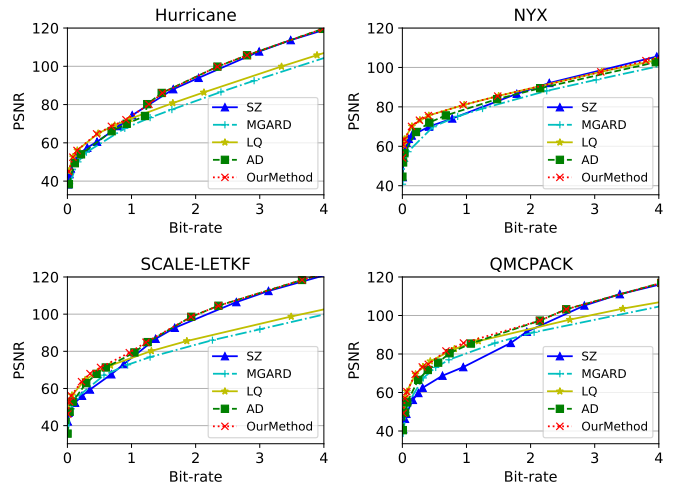 Hurricane
120
100
80
60
40
PSNR
SZ
MGARD
LQ
AD
OurMethod
0 1 2 3 4
Bit-rate
NYX
120
100
80
60
40
PSNR
SZ
MGARD
LQ
AD
OurMethod
0 1 2 3 4
Bit-rate
SCALE-LETKF
120
100
80
60
40
PSNR
SZ
MGARD
LQ
AD
OurMethod
0 1 2 3 4
Bit-rate
QMCPACK
120
100
80
60
40
PSNR
SZ
MGARD
LQ
AD
OurMethod
0 1 2 3 4
Bit-rate